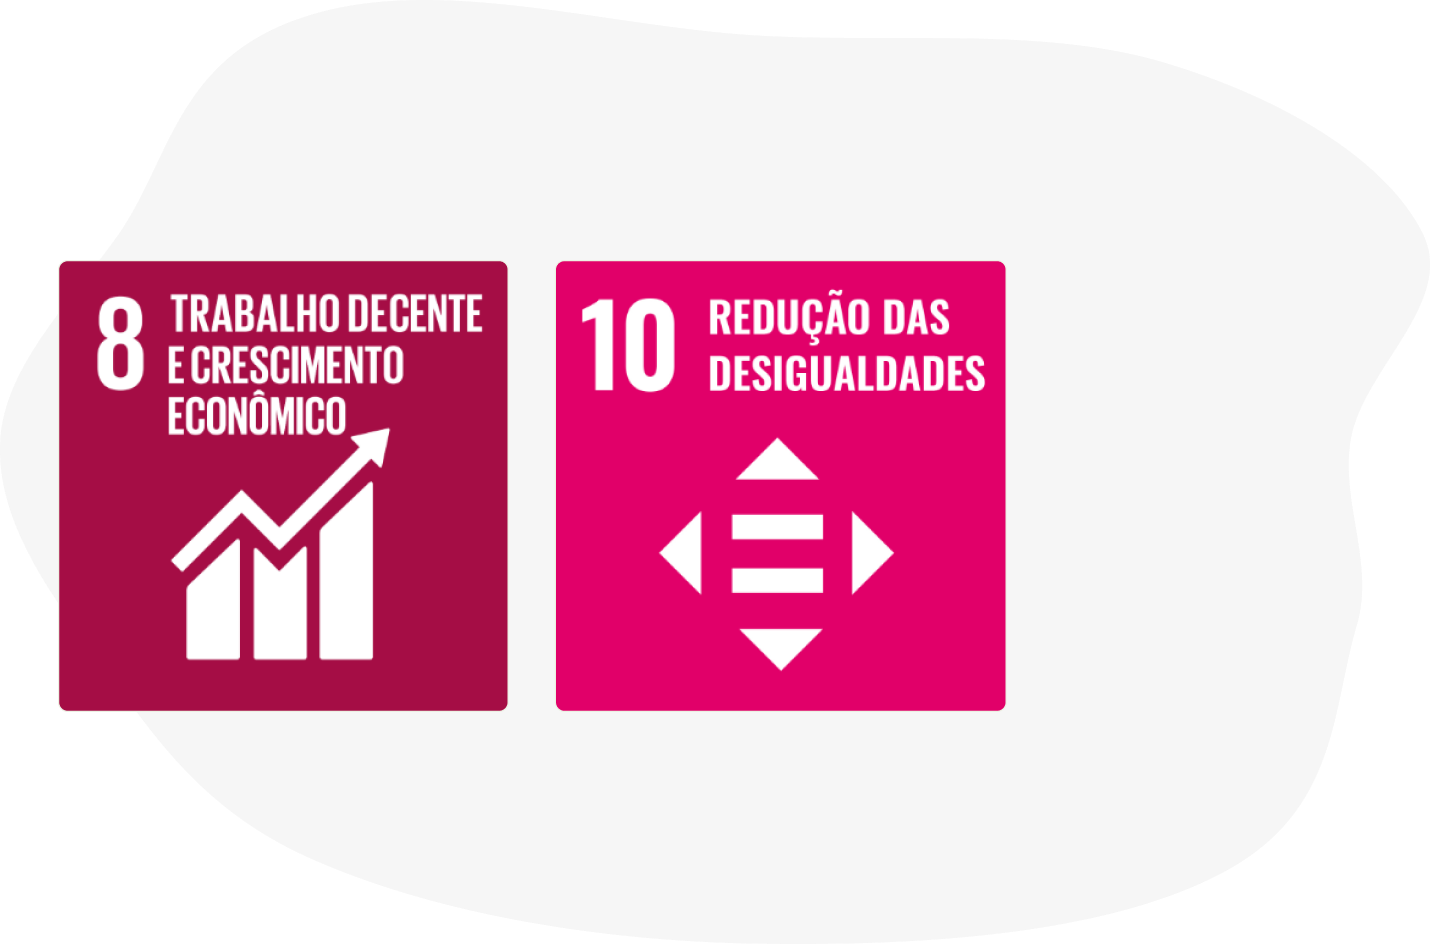 8
TRABALHO DECENTE
E CRESCIMENTO
ECONÔMICO
10
REDUÇÃO DAS
DESIGUALDADES